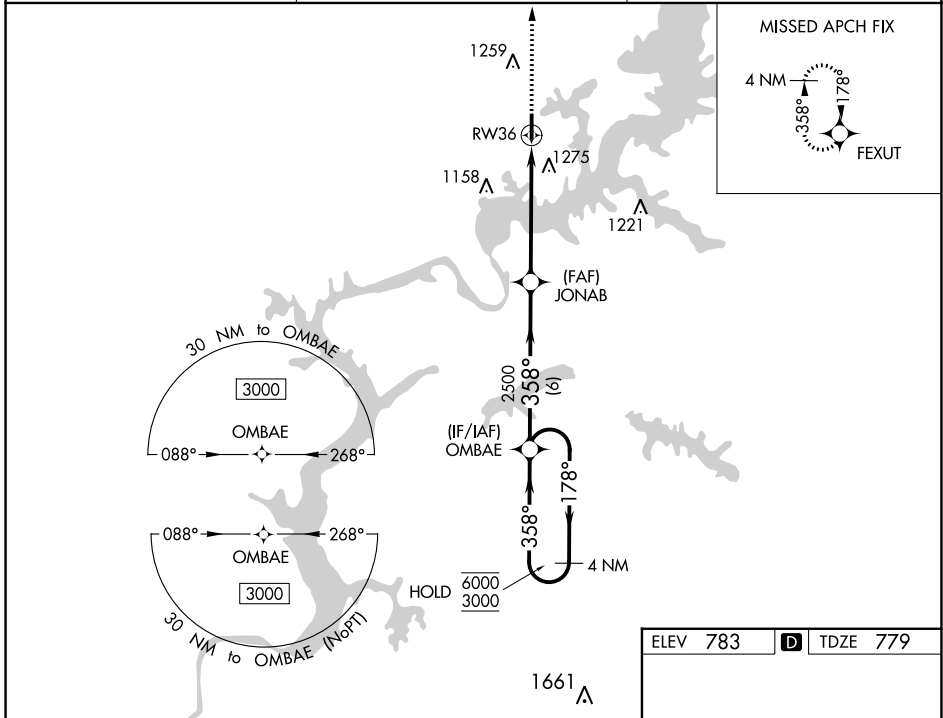 MISSED APCH FIX
4 NM
358°
178°
FEXUT
1259
RW36
1275
1158
1221
(FAF)
JONAB
30 NM to OMBAE
3000
OMBAE
088°
268°
2500
358°
(6)
(IF/IAF)
OMBAE
178°
358°
4 NM
HOLD
6000
3000
088°
268°
OMBAE
3000
30 NM to OMBAE (NoPT)
1661
ELEV 783 D TDZE 779